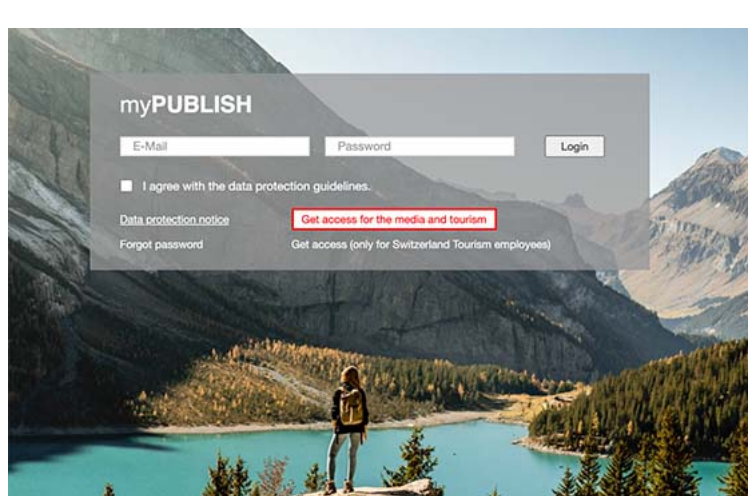 myPUBLISH
E-Mail
Password
Login
I agree with the data protection guidelines.
Data protection notice
Get access for the media and tourism
Forgot password
Get access (only for Switzerland Tourism employees)